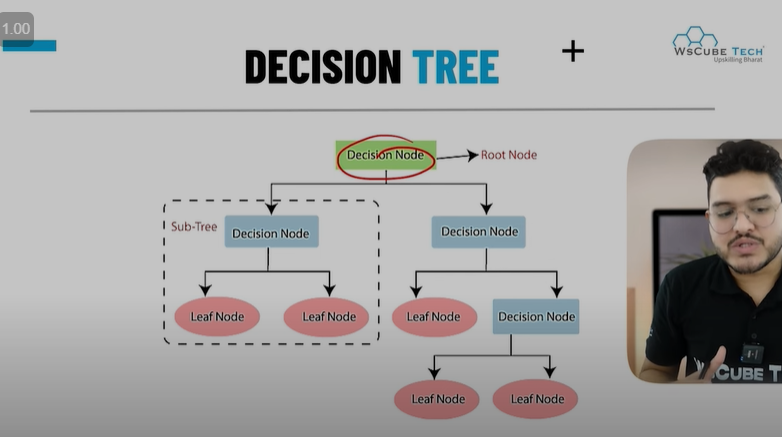 1.00
DECISION TREE
WsCube Tech
Upskilling Bharat
Decision Node
Root Node
Sub-Tree
Decision Node
Decision Node
Leaf Node
Leaf Node
Leaf Node
Decision Node
Leaf Node
Leaf Node
CUBE T